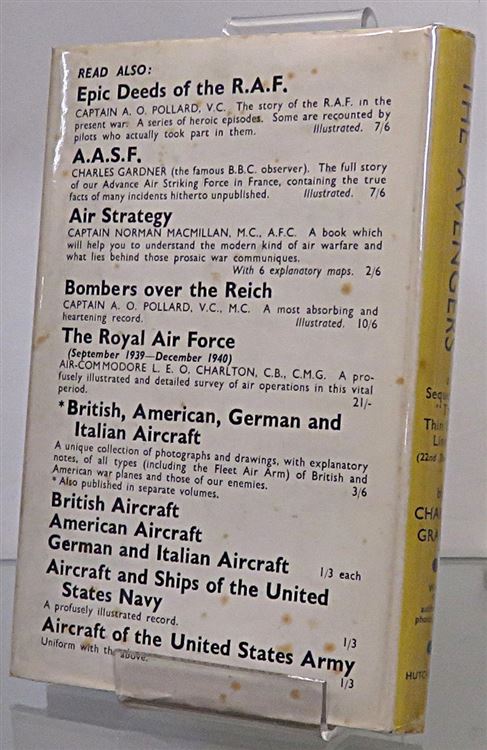 READ ALSO:
Epic Deeds of the R.A.F.
CAPTAIN A. O. POLLARD, V.C. The story of the R.A.F. in the
present war. A series of heroic episodes. Some are recounted by
pilots who actually took part in them. Illustrated. 7/6
A.A.S.F.
CHARLES GARDNER (the famous B.B.C. observer). The full story
of our Advance Air Striking Force in France, containing the true
facts of many incidents hitherto unpublished. Illustrated. 7/6
Air Strategy
CAPTAIN NORMAN MACMILLAN, M.C., A.F.C. A book which
will help you to understand the modern kind of air warfare and
what lies behind those prosaic war communiques.
With 6 explanatory maps. 2/6
Bombers over the Reich
CAPTAIN A. O. POLLARD, V.C., M.C. A most absorbing and
heartening record. Illustrated. 10/6
The Royal Air Force
(September 1939—December 1940)
AIR-COMMODORE L. E. O. CHARLTON, C.B., C.M.G. A pro-
fusely illustrated and detailed survey of air operations in this vital
period. 21/-
*British, American, German and
Italian Aircraft
A unique collection of photographs and drawings, with explanatory
notes, of all types (including the Fleet Air Arm) of British and
American war planes and those of our enemies. 3/6
* Also published in separate volumes.
British Aircraft
American Aircraft
German and Italian Aircraft 1/3 each
Aircraft and Ships of the United
States Navy
A profusely illustrated record. 1/3
Aircraft of the United States Army
Uniform with the above. 1/3
THE AVENGERS
Sequ
"T
Thin
Lin
(22nd
b
CHA
GRA
HUTCH